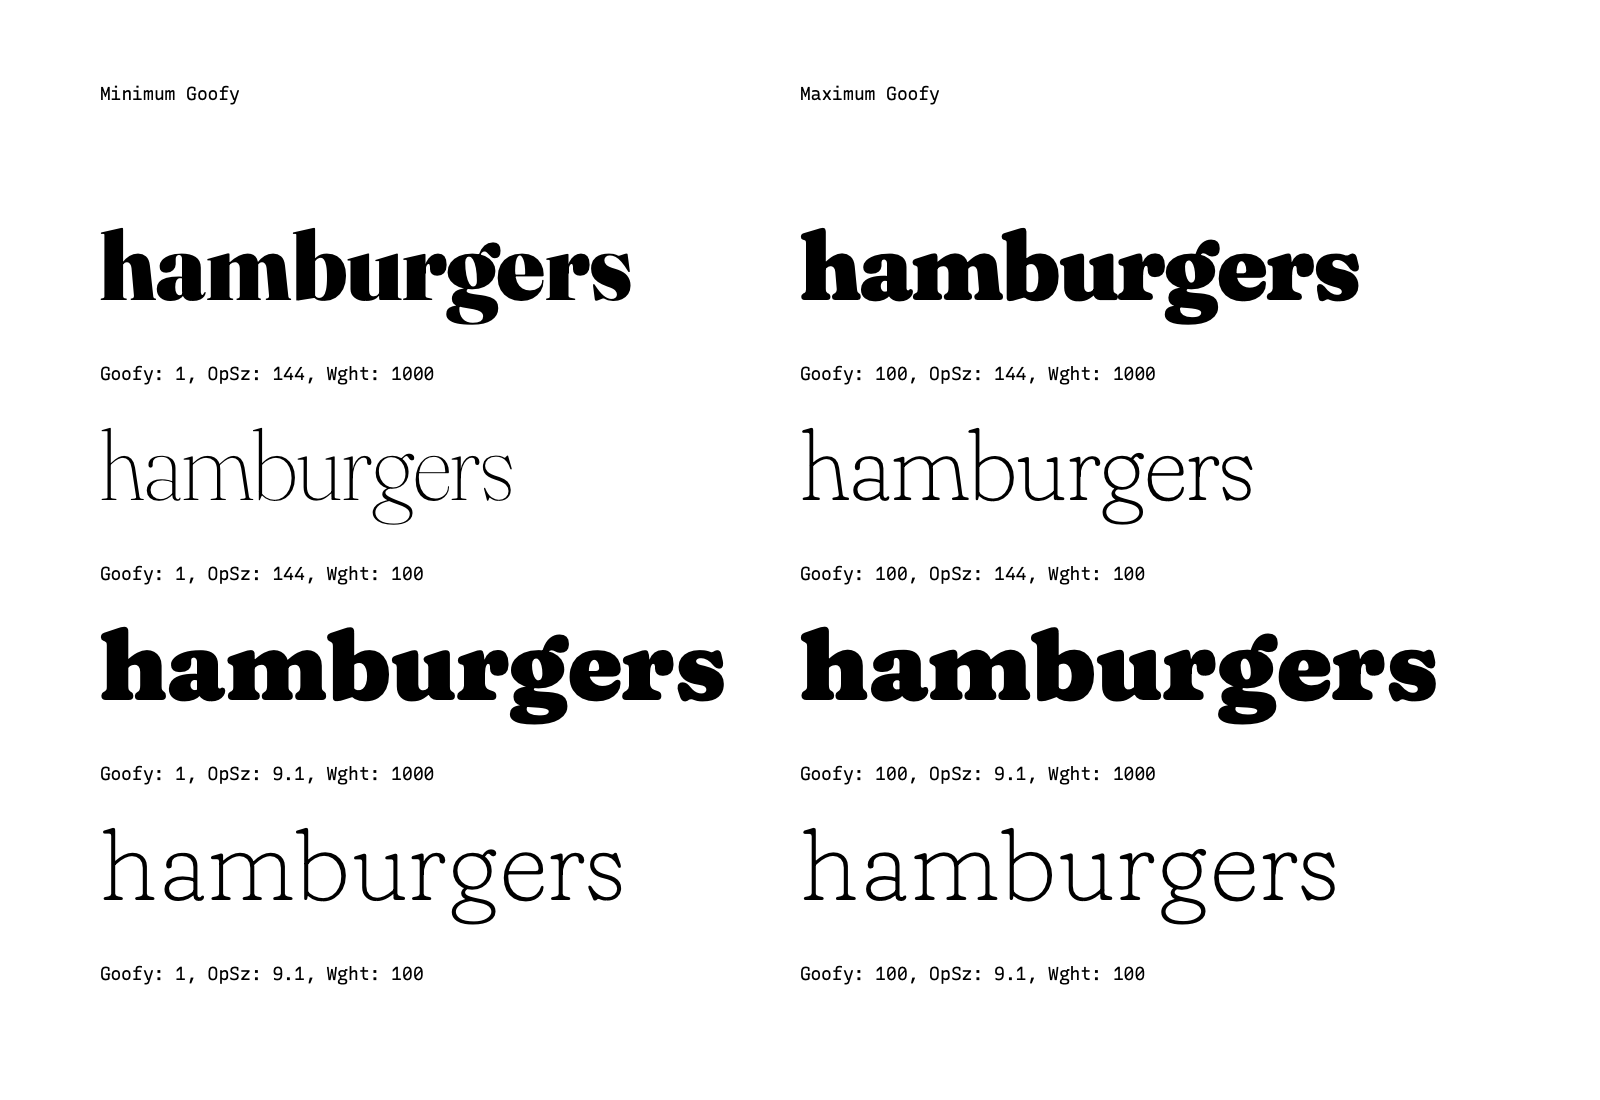 Minimum Goofy
Maximum Goofy
hamburgers
hamburgers
Goofy: 1, OpSz: 144, Wght: 1000
Goofy: 100, OpSz: 144, Wght: 1000
hamburgers
hamburgers
Goofy: 1, OpSz: 144, Wght: 100
Goofy: 100, OpSz: 144, Wght: 100
hamburgers
hamburgers
Goofy: 1, OpSz: 9.1, Wght: 1000
Goofy: 100, OpSz: 9.1, Wght: 1000
hamburgers
hamburgers
Goofy: 1, OpSz: 9.1, Wght: 100
Goofy: 100, OpSz: 9.1, Wght: 100